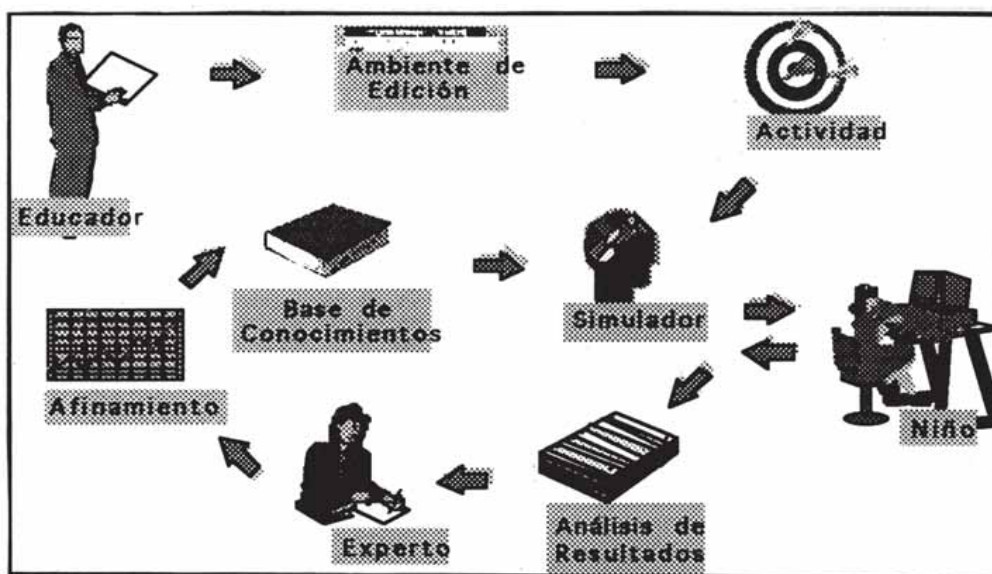 Ambiente de
Edición
Actividad
Educador
Base de
Conocimientos
Simulador
Afinamiento
Niño
Experto
Análisis de
Resultados